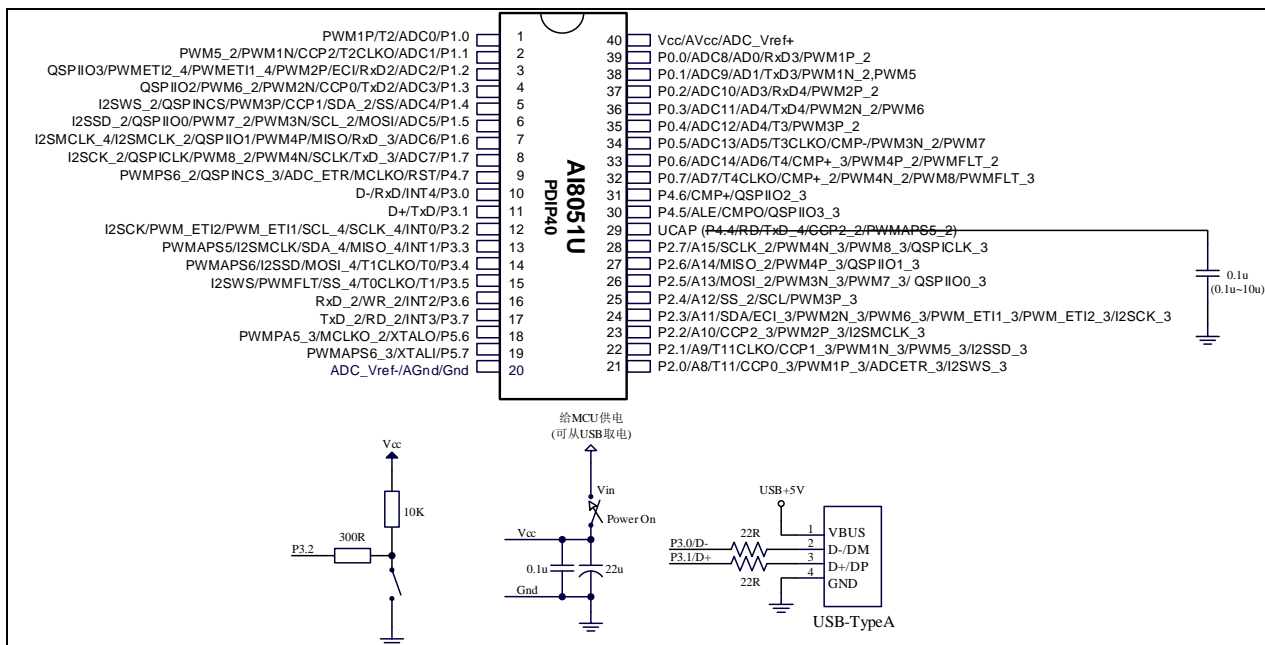 PWM1P/T2/ADC0/P1.0
PWM5_2/PWM1N/CCP2/T2CLKO/ADC1/P1.1
QSPIIO3/PWMETI2_4/PWMETI1_4/PWM2P/ECI/RxD2/ADC2/P1.2
QSPIIO2/PWM6_2/PWM2N/CCP0/TxD2/ADC3/P1.3
I2SWS_2/QSPINCS/PWM3P/CCP1/SDA_2/SS/ADC4/P1.4
I2SSD_2/QSPIIO0/PWM7_2/PWM3N/SCL_2/MOSI/ADC5/P1.5
I2SMCLK_4/I2SMCLK_2/QSPIIO1/PWM4P/MISO/RxD_3/ADC6/P1.6
I2SCK_2/QSPICLK/PWM8_2/PWM4N/SCLK/TxD_3/ADC7/P1.7
PWMPS6_2/QSPINCS_3/ADC_ETR/MCLKO/RST/P4.7
D-/RxD/INT4/P3.0
D+/TxD/P3.1
I2SCK/PWM_ETI2/PWM_ETI1/SCL_4/SCLK_4/INT0/P3.2
PWMAPS5/I2SMCLK/SDA_4/MISO_4/INT1/P3.3
PWMAPS6/I2SSD/MOSI_4/T1CLKO/T0/P3.4
I2SWS/PWMFLT/SS_4/T0CLKO/T1/P3.5
RxD_2/WR_2/INT2/P3.6
TxD_2/RD_2/INT3/P3.7
PWMPA5_3/MCLKO_2/XTALO/P5.6
PWMAPS6_3/XTALI/P5.7
ADC_Vref-/AGnd/Gnd
1
2
3
4
5
6
7
8
9
10
11
12
13
14
15
16
17
18
19
20
AI8051U
PDIP40
40
39
38
37
36
35
34
33
32
31
30
29
28
27
26
25
24
23
22
21
Vcc/AVcc/ADC_Vref+
P0.0/ADC8/AD0/RxD3/PWM1P_2
P0.1/ADC9/AD1/TxD3/PWM1N_2,PWM5
P0.2/ADC10/AD3/RxD4/PWM2P_2
P0.3/ADC11/AD4/TxD4/PWM2N_2/PWM6
P0.4/ADC12/AD4/T3/PWM3P_2
P0.5/ADC13/AD5/T3CLKO/CMP-/PWM3N_2/PWM7
P0.6/ADC14/AD6/T4/CMP+_3/PWM4P_2/PWMFLT_2
P0.7/AD7/T4CLKO/CMP+_2/PWM4N_2/PWM8/PWMFLT_3
P4.6/CMP+/QSPIIO2_3
P4.5/ALE/CMPO/QSPIIO3_3
UCAP (P4.4/RD/TxD_4/CCP2_2/PWMAPS5_2)
P2.7/A15/SCLK_2/PWM4N_3/PWM8_3/QSPICLK_3
P2.6/A14/MISO_2/PWM4P_3/QSPIIO1_3
P2.5/A13/MOSI_2/PWM3N_3/PWM7_3/ QSPIIO0_3
P2.4/A12/SS_2/SCL/PWM3P_3
P2.3/A11/SDA/ECI_3/PWM2N_3/PWM6_3/PWM_ETI1_3/PWM_ETI2_3/I2SCK_3
P2.2/A10/CCP2_3/PWM2P_3/I2SMCLK_3
P2.1/A9/T11CLKO/CCP1_3/PWM1N_3/PWM5_3/I2SSD_3
P2.0/A8/T11/CCP0_3/PWM1P_3/ADCETR_3/I2SWS_3
0.1u
(0.1u~10u)
Vcc
10K
300R
P3.2
给MCU供电
(可从USB取电)
Vin
Power On
Vcc
0.1u
22u
Gnd
USB+5V
22R
P3.0/D-
P3.1/D+
22R
1
2
3
4
VBUS
D-/DM
D+/DP
GND
USB-TypeA